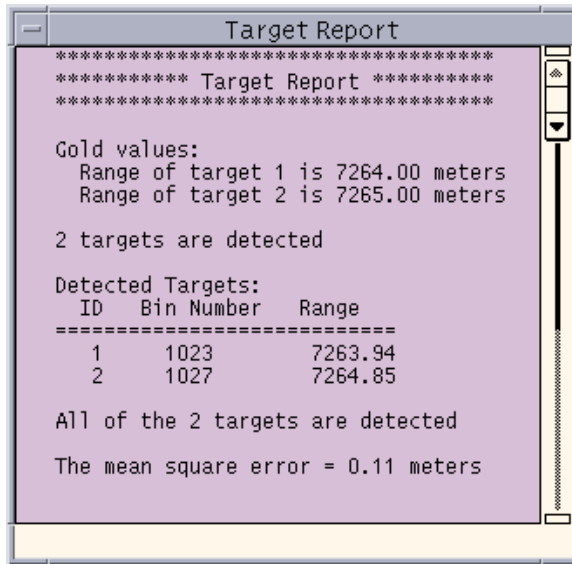 Target Report
************************************
*********** Target Report **********
************************************
Gold values:
Range of target 1 is 7264.00 meters
Range of target 2 is 7265.00 meters
2 targets are detected
Detected Targets:
ID Bin Number Range
============================
1 1023 7263.94
2 1027 7264.85
All of the 2 targets are detected
The mean square error = 0.11 meters